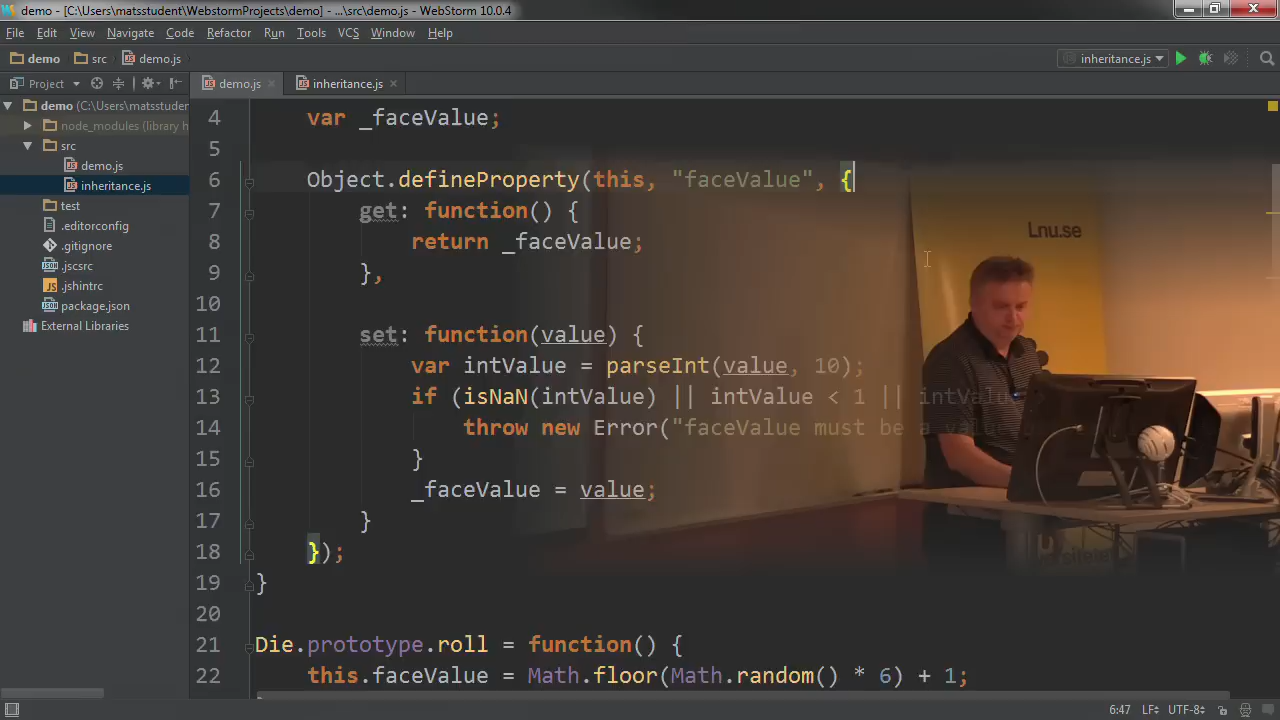 demo - [C:\Users\matsstudent\WebstormProjects\demo] - ...\src\demo.js - WebStorm 10.0.4
File Edit View Navigate Code Refactor Run Tools VCS Window Help
demo src demo.js inheritance.js
Project demo.js inheritance.js
demo (C:\Users\matsstuden
node_modules (library h
src
demo.js
inheritance.js
test
.editorconfig
.gitignore
.jscsrc
.jshintrc
package.json
External Libraries
4 var _faceValue;
5
6 Object.defineProperty(this, "faceValue", {
7 get: function() {
8 return _faceValue;
9 },
10
11 set: function(value) {
12 var intValue = parseInt(value, 10);
13 if (isNaN(intValue) || intValue < 1 || intValue
14 throw new Error("faceValue must be a value
15 }
16 _faceValue = value;
17 }
18 });
19 }
20
21 Die.prototype.roll = function() {
22 this.faceValue = Math.floor(Math.random() * 6) + 1;
Lnu.se
6:47 LF UTF-8